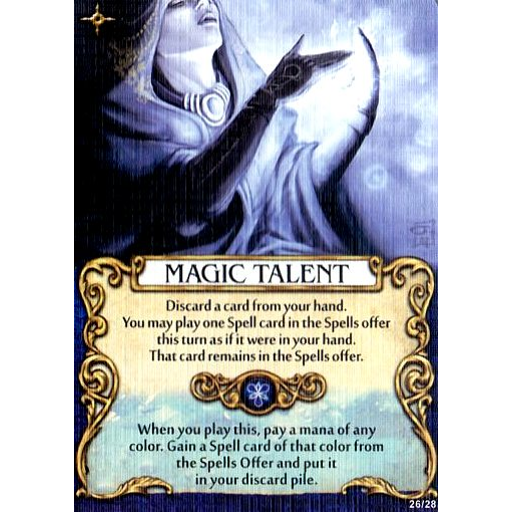 MAGIC TALENT
Discard a card from your hand.
You may play one Spell card in the Spells offer
this turn as if it were in your hand.
That card remains in the Spells offer.
When you play this, pay a mana of any
color. Gain a Spell card of that color from
the Spells Offer and put it
in your discard pile.
26/28